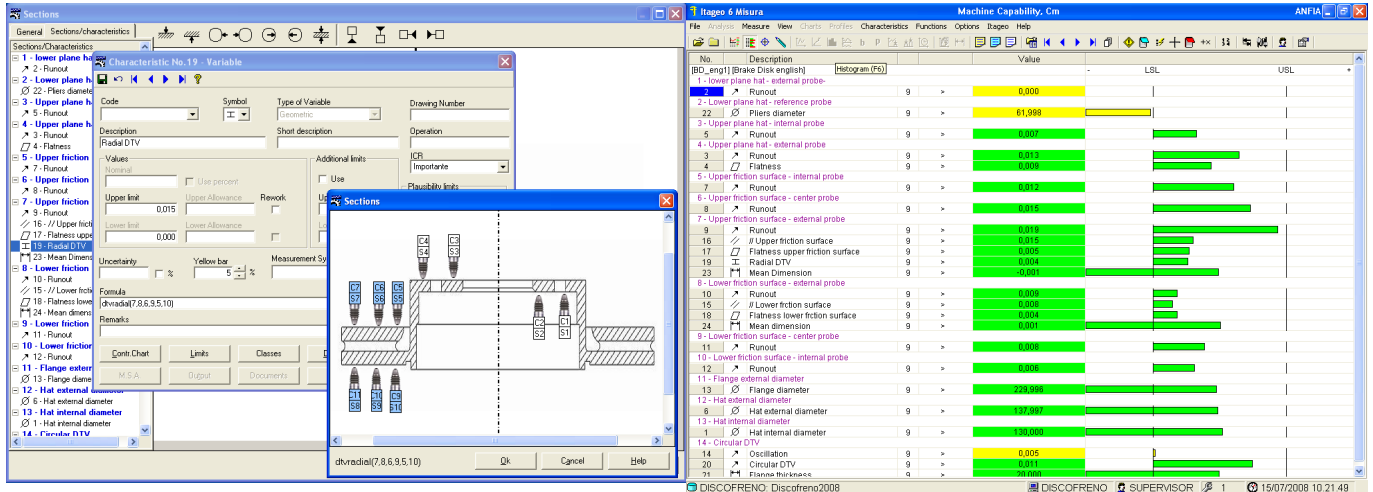 Sections
General Sections/characteristics
Sections/Characteristics
1 - lower plane h
2 - Runout
2 - Lower plane h
22 - Pliers diamete
3 - Upper plane h
5 - Runout
4 - Upper plane h
3 - Runout
4 - Flatness
5 - Upper friction
7 - Runout
6 - Upper friction
8 - Runout
7 - Upper friction
9 - Runout
16 - // Upper fricti
17 - Flatness uppe
19 - Radial DTV
23 - Mean Dimens
8 - Lower friction
10 - Runout
15 - // Lower fricti
18 - Flatness lowe
24 - Mean dimens
9 - Lower friction
11 - Runout
10 - Lower friction
12 - Runout
11 - Flange extern
13 - Flange diame
12 - Hat external diameter
6 - Hat external diameter
13 - Hat internal diameter
1 - Hat internal diameter
14 - Circular DTV
Characteristic No.19 - Variable
Code
Symbol
Type of Variable
Geometric
Drawing Number
Description
Radial DTV
Short description
Operation
Values
Nominal
Use percent
Additional limits
Use
ICR
Importante
Plausibility limits
Upper limit
0,015
Upper Allowance
Rework
Lower limit
0,000
Lower Allowance
Uncertainty
%
Yellow bar
5 %
Measurement Sy
Formula
dtvradial(7,8,6,9,5,10)
Remarks
Contr.Chart
Limits
Classes
M.S.A.
Output
Documents
Sections
C4
S4
C3
S3
C7
S7
C6
S6
C5
S5
C2
S2
C1
S1
C11
S8
C10
S9
C9
S10
dtvradial(7,8,6,9,5,10)
Ok
Cancel
Help
Itageo 6 Misura
Machine Capability, Cm
ANFIA
File Analysis Measure View Charts Profiles Characteristics Functions Options Itageo Help
No. Description Value
[BD_eng1] [Brake Disk english]
Histogram (F6)
- LSL USL +
1 - lower plane hat - external probe-
2 Runout 9 > 0,000
2 - Lower plane hat - reference probe
22 Pliers diameter 9 > 61,998
3 - Upper plane hat - internal probe
5 Runout 9 > 0,007
4 - Upper plane hat - external probe
3 Runout 9 > 0,013
4 Flatness 9 > 0,009
5 - Upper friction surface - internal probe
7 Runout 9 > 0,012
6 - Upper friction surface - center probe
8 Runout 9 > 0,015
7 - Upper friction surface - external probe
9 Runout 9 > 0,019
16 // Upper friction surface 9 > 0,015
17 Flatness upper friction surface 9 > 0,005
19 Radial DTV 9 > 0,004
23 Mean Dimension 9 > -0,001
8 - Lower friction surface - external probe
10 Runout 9 > 0,009
15 // Lower friction surface 9 > 0,008
18 Flatness lower friction surface 9 > 0,004
24 Mean dimension 9 > 0,001
9 - Lower friction surface - center probe
11 Runout 9 > 0,008
10 - Lower friction surface - internal probe
12 Runout 9 > 0,006
11 - Flange external diameter
13 Flange diameter 9 > 229,996
12 - Hat external diameter
6 Hat external diameter 9 > 137,997
13 - Hat internal diameter
1 Hat internal diameter 9 > 130,000
14 - Circular DTV
14 Oscillation 9 > 0,005
20 Circular DTV 9 > 0,011
21 Flange thickness 9 > 20,000
DISCOFRENO: Discofreno2008
DISCOFRENO SUPERVISOR 1 15/07/2008 10.21.49